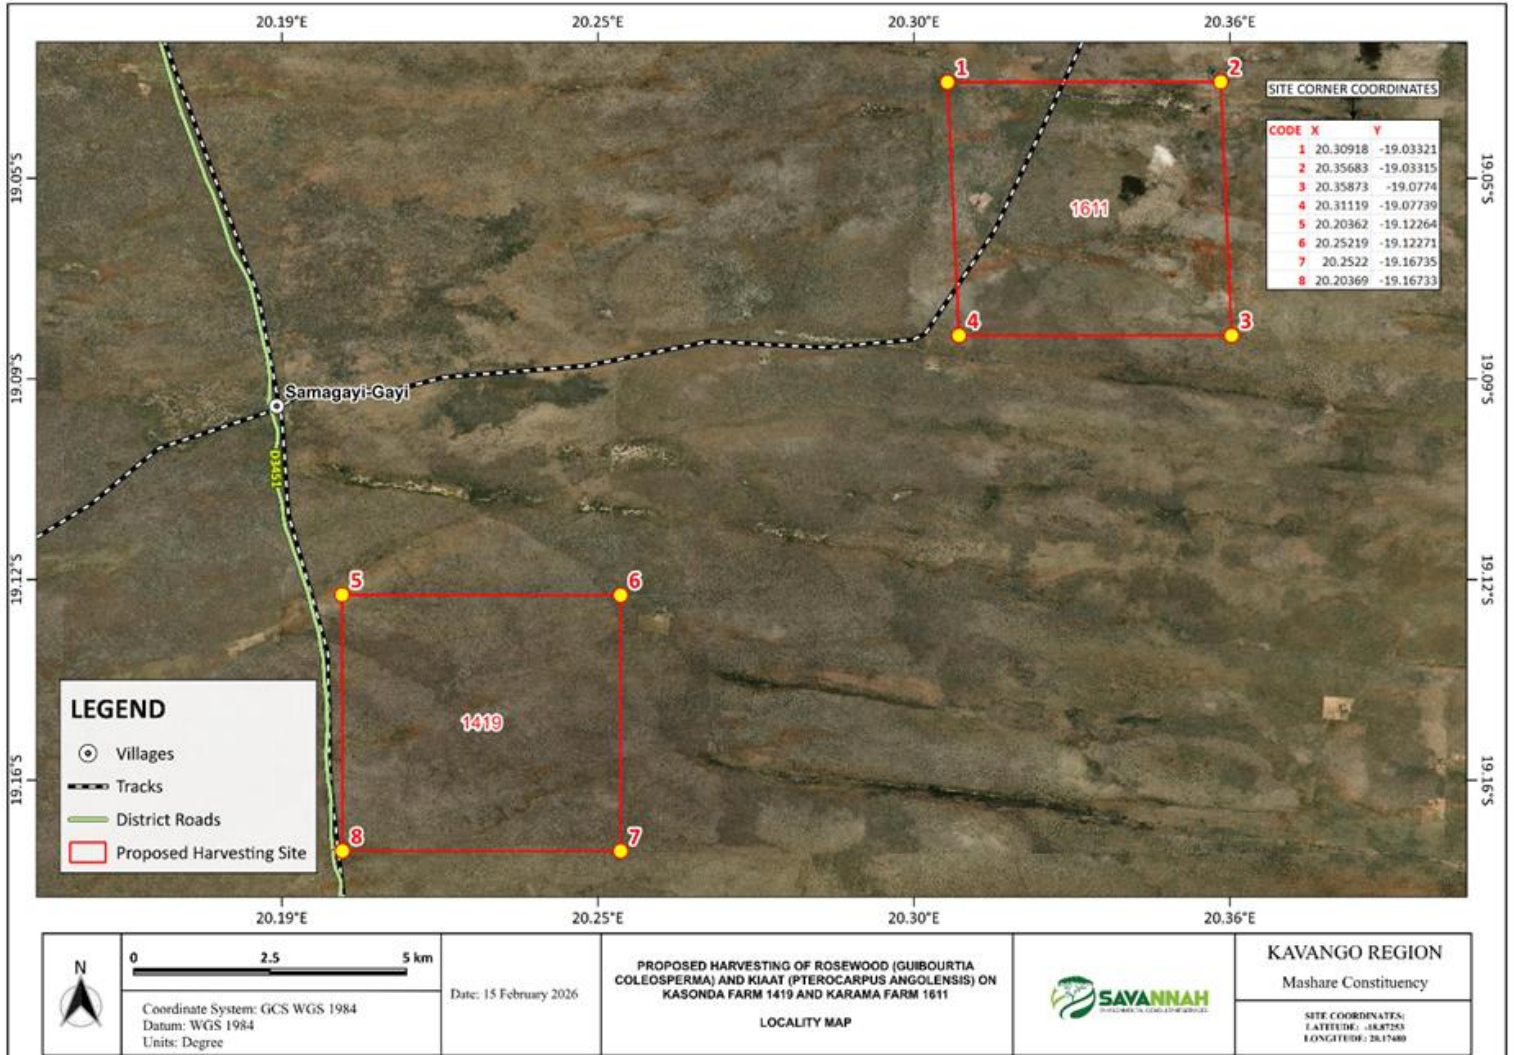 20.19°E 20.25°E 20.30°E 20.36°E
19.05°S
19.09°S
19.12°S
19.16°S
1
2
3
4
1611
SITE CORNER COORDINATES
CODE X Y
1 20.30918 -19.03321
2 20.35683 -19.03315
3 20.35873 -19.0774
4 20.31119 -19.07739
5 20.20362 -19.12264
6 20.25219 -19.12271
7 20.2522 -19.16735
8 20.20369 -19.16733
19.05°S
19.09°S
19.12°S
19.16°S
Samagayi-Gayi
D3451
5
6
1419
8
7
LEGEND
Villages
Tracks
District Roads
Proposed Harvesting Site
20.19°E 20.25°E 20.30°E 20.36°E
N
0 2.5 5 km
Coordinate System: GCS WGS 1984
Datum: WGS 1984
Units: Degree
Date: 15 February 2026
PROPOSED HARVESTING OF ROSEWOOD (GUIBOURTIA
COLEOSPERMA) AND KIAAT (PTEROCARPUS ANGOLENSIS) ON
KASONDA FARM 1419 AND KARAMA FARM 1611
LOCALITY MAP
SAVANNAH
KAVANGO REGION
Mashare Constituency
SITE COORDINATES:
LATITUDE: -18.87253
LONGITUDE: 20.17480